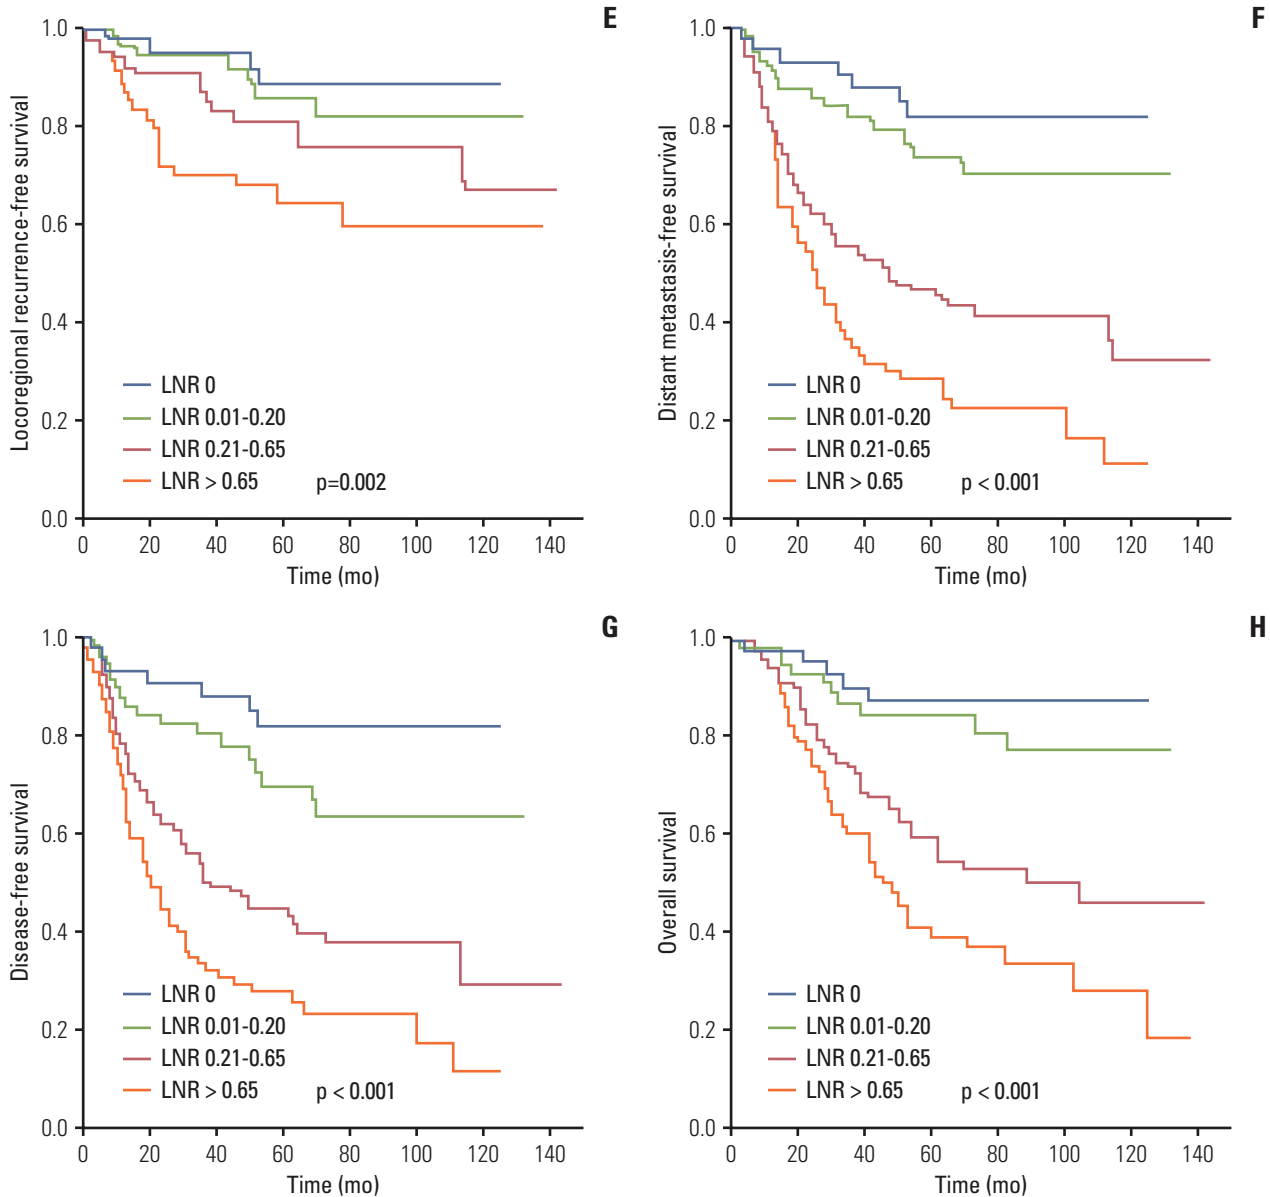 E
Locoregional recurrence-free survival
1.0
0.8
0.6
0.4
0.2
0.0
LNR 0
LNR 0.01-0.20
LNR 0.21-0.65
LNR > 0.65
p=0.002
0 20 40 60 80 100 120 140
Time (mo)
F
Distant metastasis-free survival
1.0
0.8
0.6
0.4
0.2
0.0
LNR 0
LNR 0.01-0.20
LNR 0.21-0.65
LNR > 0.65
p < 0.001
0 20 40 60 80 100 120 140
Time (mo)
G
Disease-free survival
1.0
0.8
0.6
0.4
0.2
0.0
LNR 0
LNR 0.01-0.20
LNR 0.21-0.65
LNR > 0.65
p < 0.001
0 20 40 60 80 100 120 140
Time (mo)
H
Overall survival
1.0
0.8
0.6
0.4
0.2
0.0
LNR 0
LNR 0.01-0.20
LNR 0.21-0.65
LNR > 0.65
p < 0.001
0 20 40 60 80 100 120 140
Time (mo)